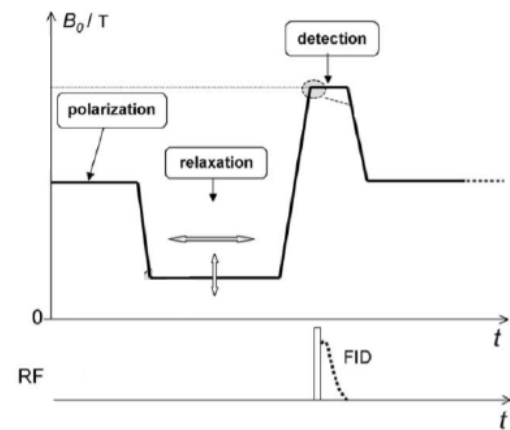 B₀ / T
detection
polarization
relaxation
0
t
RF
FID
t